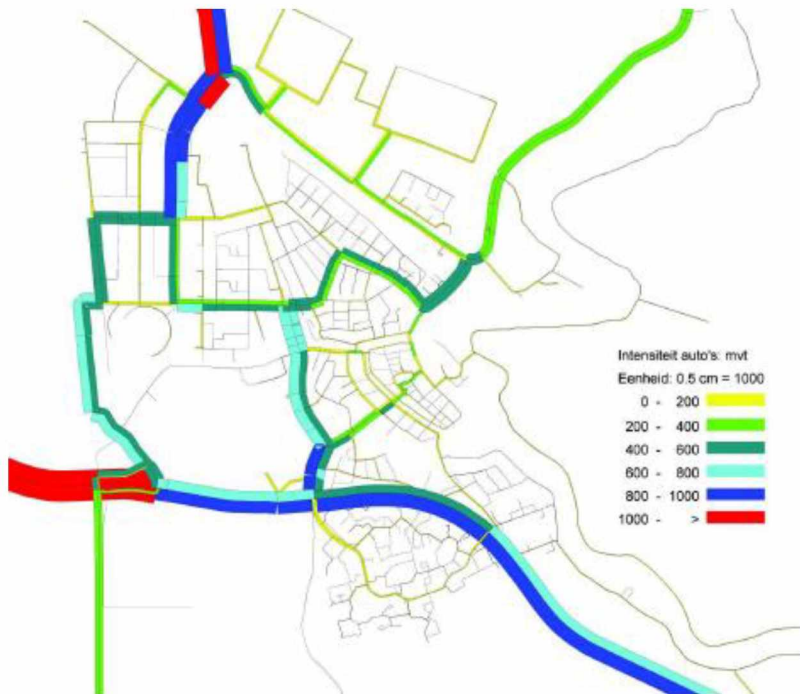 Intensiteit auto's: mvt
Eenheid: 0.5 cm = 1000
0 - 200
200 - 400
400 - 600
600 - 800
800 - 1000
1000 - >